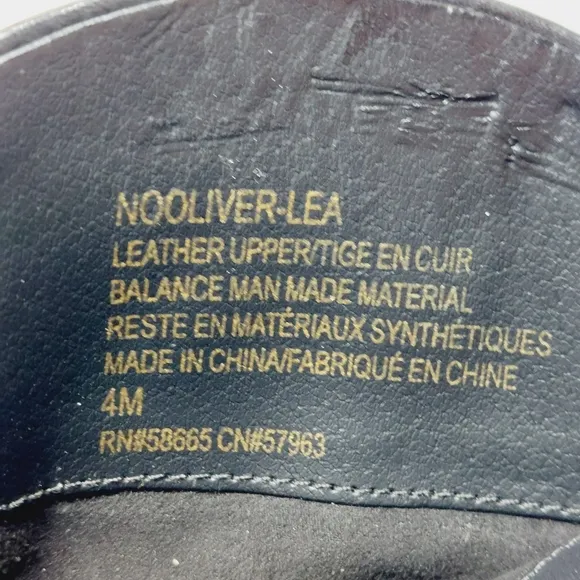 NOOLIVER-LEA
LEATHER UPPER/TIGE EN CUIR
BALANCE MAN MADE MATERIAL
RESTE EN MATÉRIAUX SYNTHÉTIQUES
MADE IN CHINA/FABRIQUÉ EN CHINE
4M
RN#58665 CN#57963